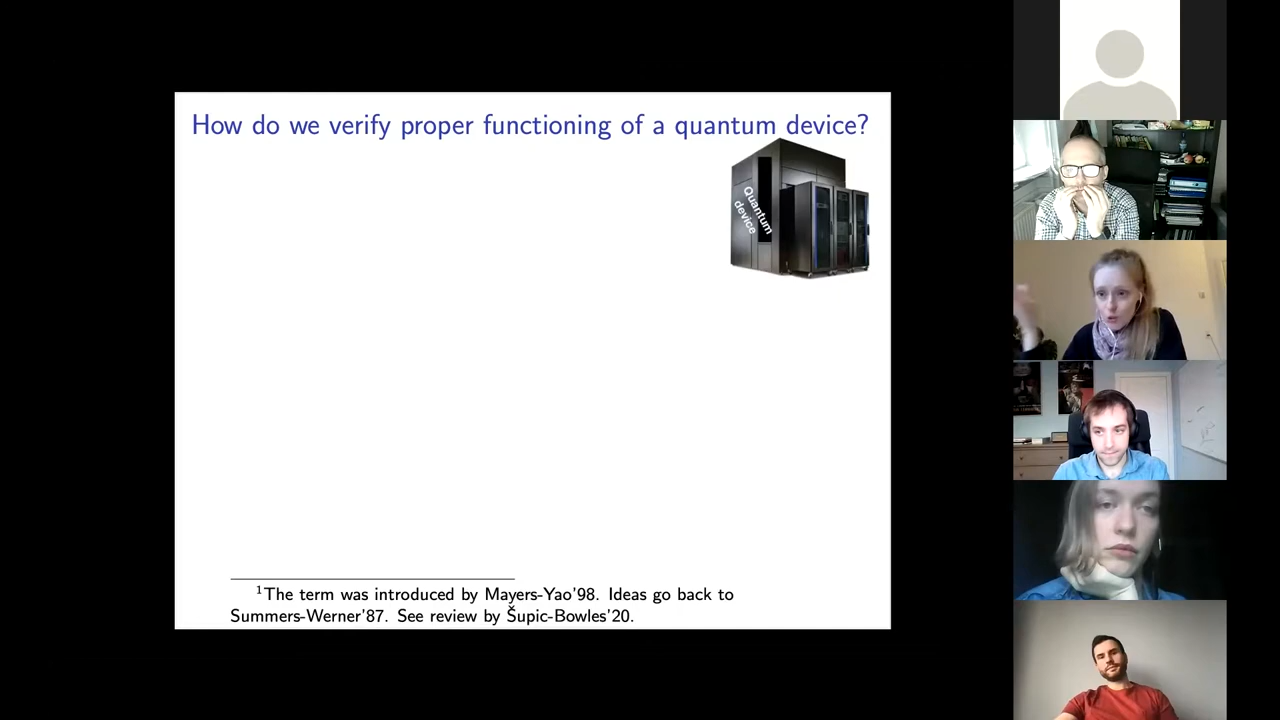 How do we verify proper functioning of a quantum device?
Quantum
device
¹The term was introduced by Mayers-Yao'98. Ideas go back to
Summers-Werner'87. See review by Šupic-Bowles'20.